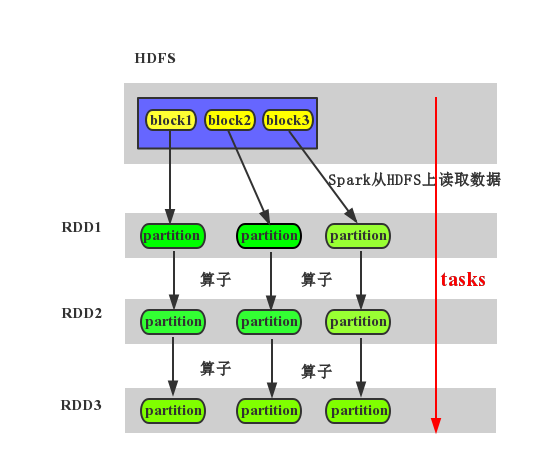 HDFS
block1 block2 block3
Spark从HDFS上读取数据
RDD1
partition partition partition
算子 算子
tasks
RDD2
partition partition partition
算子 算子
RDD3
partition partition partition